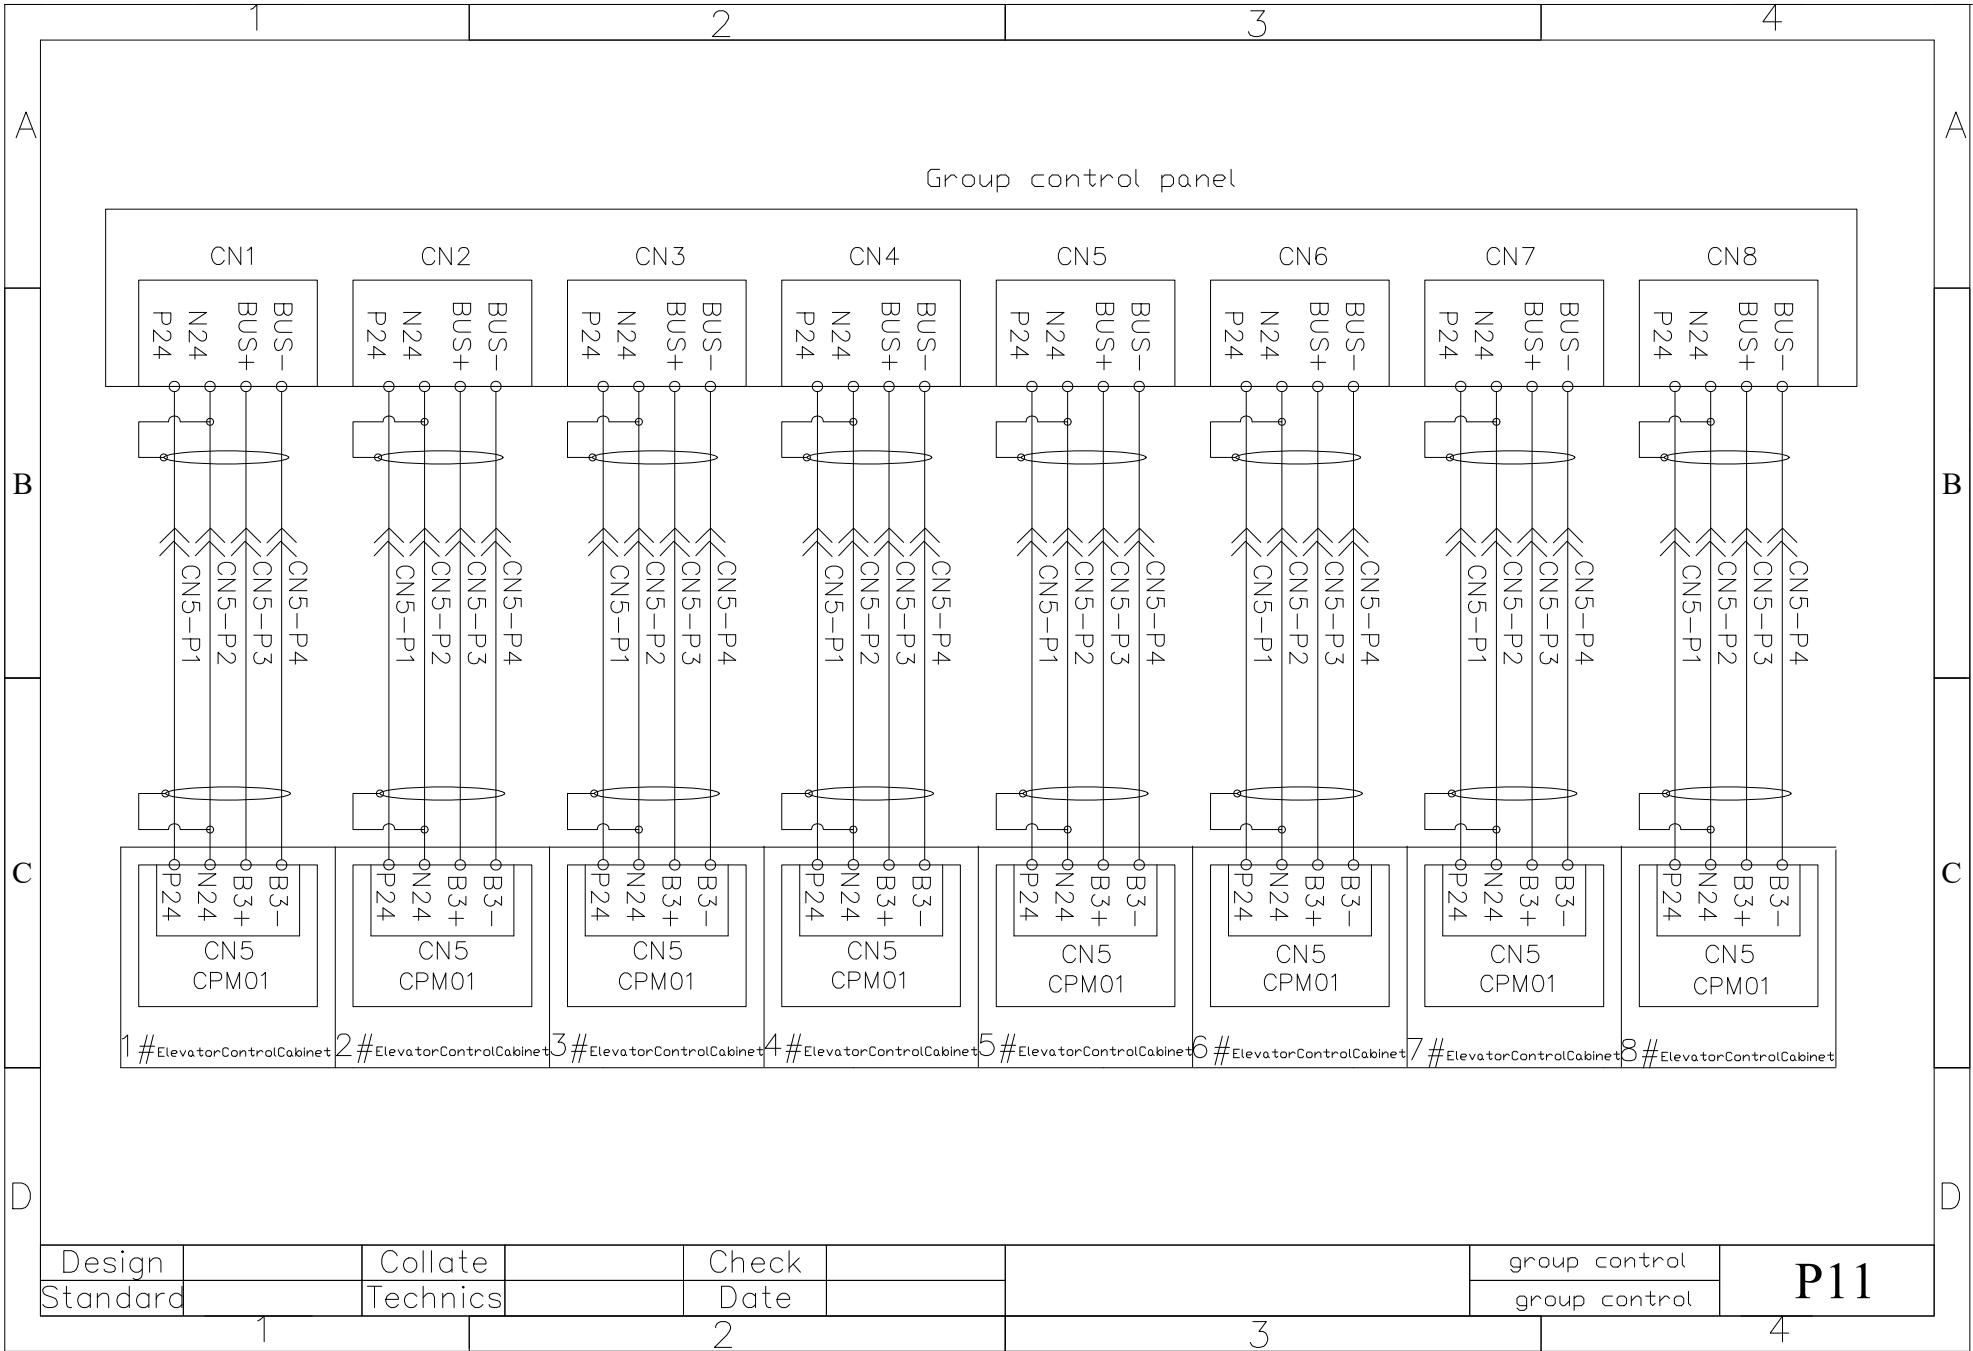 1 2 3 4
A A
Group control panel
CN1 CN2 CN3 CN4 CN5 CN6 CN7 CN8
P24 N24 BUS+ BUS- P24 N24 BUS+ BUS- P24 N24 BUS+ BUS- P24 N24 BUS+ BUS- P24 N24 BUS+ BUS- P24 N24 BUS+ BUS- P24 N24 BUS+ BUS- P24 N24 BUS+ BUS-
B B
CN5-P1 CN5-P2 CN5-P3 CN5-P4 CN5-P1 CN5-P2 CN5-P3 CN5-P4 CN5-P1 CN5-P2 CN5-P3 CN5-P4 CN5-P1 CN5-P2 CN5-P3 CN5-P4 CN5-P1 CN5-P2 CN5-P3 CN5-P4 CN5-P1 CN5-P2 CN5-P3 CN5-P4 CN5-P1 CN5-P2 CN5-P3 CN5-P4 CN5-P1 CN5-P2 CN5-P3 CN5-P4
C C
P24 N24 B3+ B3- P24 N24 B3+ B3- P24 N24 B3+ B3- P24 N24 B3+ B3- P24 N24 B3+ B3- P24 N24 B3+ B3- P24 N24 B3+ B3- P24 N24 B3+ B3-
CN5 CN5 CN5 CN5 CN5 CN5 CN5 CN5
CPM01 CPM01 CPM01 CPM01 CPM01 CPM01 CPM01 CPM01
1#ElevatorControlCabinet 2#ElevatorControlCabinet 3#ElevatorControlCabinet 4#ElevatorControlCabinet 5#ElevatorControlCabinet 6#ElevatorControlCabinet 7#ElevatorControlCabinet 8#ElevatorControlCabinet
D D
Design Collate Check group control P11
Standard Technics Date group control
1 2 3 4